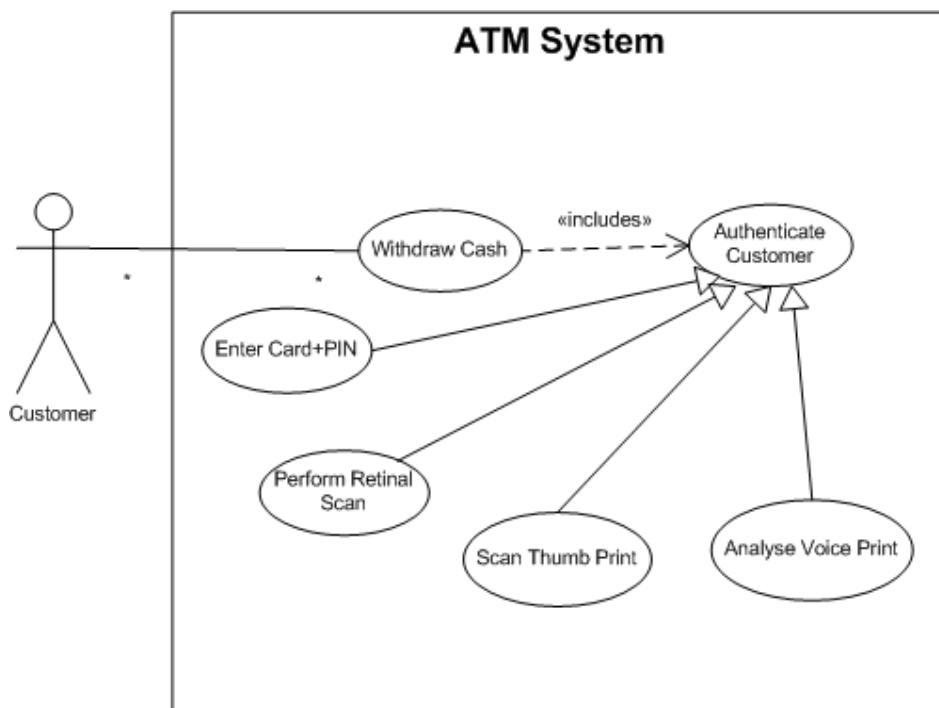 ATM System
«includes»
Authenticate
Customer
Withdraw Cash
*
*
Enter Card+PIN
Customer
Perform Retinal
Scan
Scan Thumb Print
Analyse Voice Print